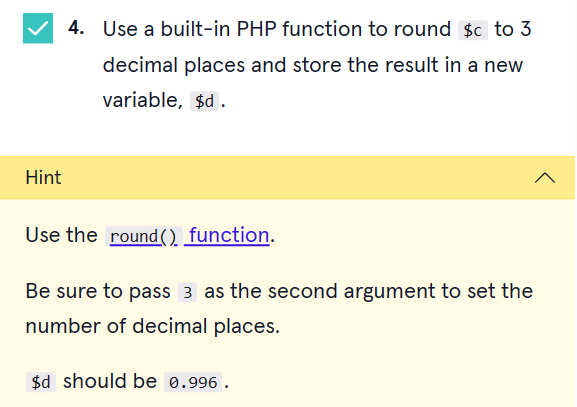 4. Use a built-in PHP function to round $c to 3
decimal places and store the result in a new
variable, $d.
Hint
Use the round() function.
Be sure to pass 3 as the second argument to set the
number of decimal places.
$d should be 0.996.